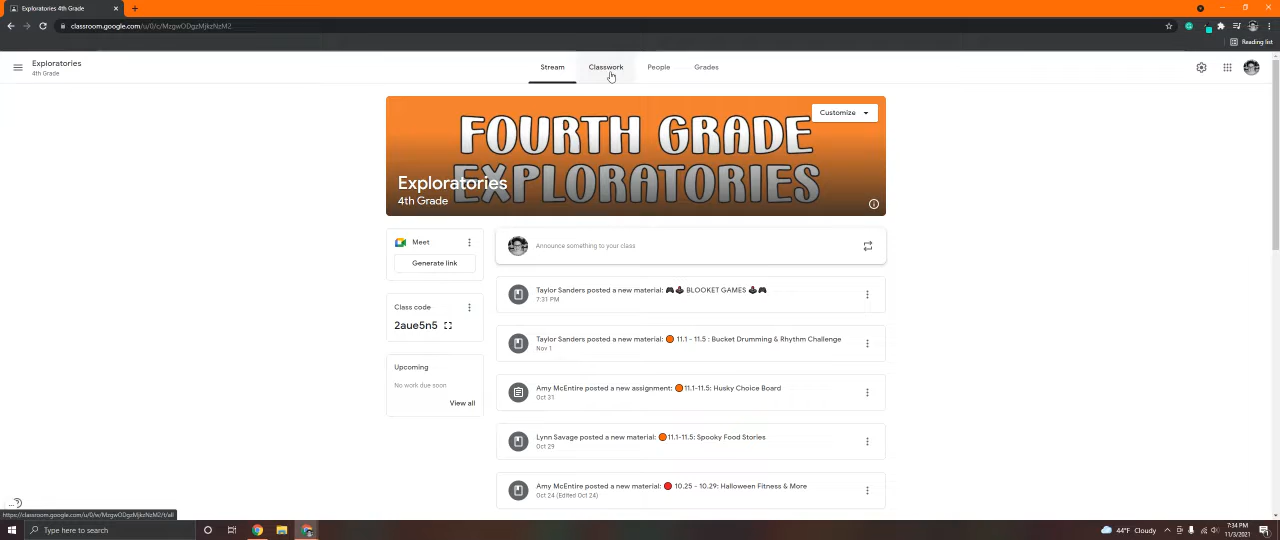 Exploratories 4th Grade
classroom.google.com/u/0/c/MzgwODgzMjkzNzM2
Reading list
Exploratories
4th Grade
Stream
Classwork
People
Grades
FOURTH GRADE
EXPLORATORIES
Customize
Exploratories
4th Grade
Meet
Generate link
Class code
2aue5n5
Upcoming
No work due soon
View all
Announce something to your class
Taylor Sanders posted a new material: 🎮🕹️ BLOOKET GAMES 🕹️🎮
7:31 PM
Taylor Sanders posted a new material: 🟠 11.1 - 11.5 : Bucket Drumming & Rhythm Challenge
Nov 1
Amy McEntire posted a new assignment: 🟠11.1-11.5: Husky Choice Board
Oct 31
Lynn Savage posted a new material: 🟠11.1-11.5: Spooky Food Stories
Oct 29
Amy McEntire posted a new material: 🔴 10.25 - 10.29: Halloween Fitness & More
Oct 24 (Edited Oct 24)
https://classroom.google.com/u/0/w/MzgwODgzMjkzNzM2/t/all
Type here to search
44°F Cloudy
7:34 PM
11/3/2021